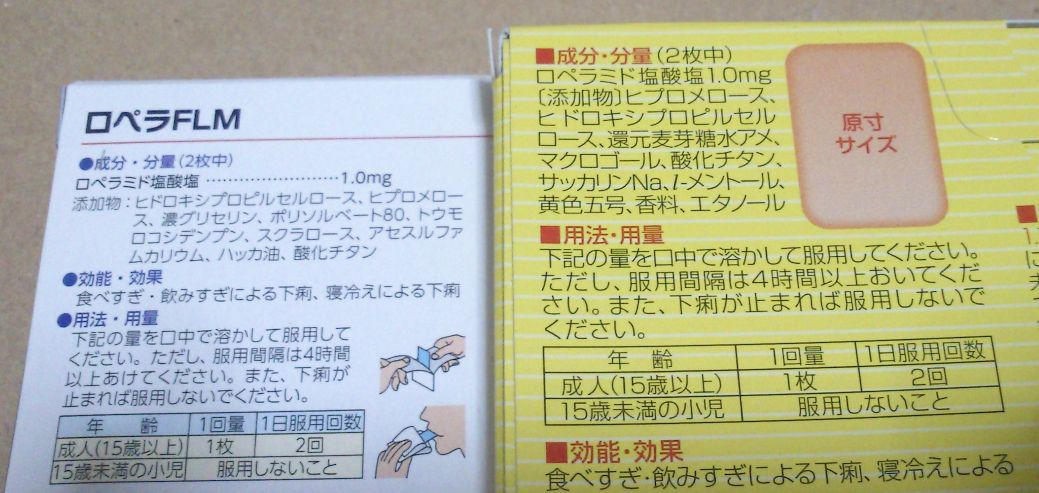 ロペラFLM
●成分・分量(2枚中)
ロペラミド塩酸塩 ……………………1.0mg
添加物：ヒドロキシプロピルセルロース、ヒプロメロー
ス、濃グリセリン、ポリソルベート80、トウモ
ロコシデンプン、スクラロース、アセスルファ
ムカリウム、ハッカ油、酸化チタン
●効能・効果
食べすぎ・飲みすぎによる下痢、寝冷えによる下痢
●用法・用量
下記の量を口中で溶かして服用して
ください。ただし、服用間隔は4時間
以上あけてください。また、下痢が
止まれば服用しないでください。
年 齢 1回量 1日服用回数
成人(15歳以上) 1枚 2回
15歳未満の小児 服用しないこと
■成分・分量(2枚中)
ロペラミド塩酸塩1.0mg
〔添加物〕ヒプロメロース、
ヒドロキシプロピルセル
ロース、還元麦芽糖水アメ、
マクロゴール、酸化チタン、
サッカリンNa、l-メントール、
黄色五号、香料、エタノール
原寸
サイズ
■用法・用量
下記の量を口中で溶かして服用してください。
ただし、服用間隔は4時間以上おいてくだ
さい。また、下痢が止まれば服用しないで
ください。
年 齢 1回量 1日服用回数
成人(15歳以上) 1枚 2回
15歳未満の小児 服用しないこと
■効能・効果
食べすぎ・飲みすぎによる下痢、寝冷えによる